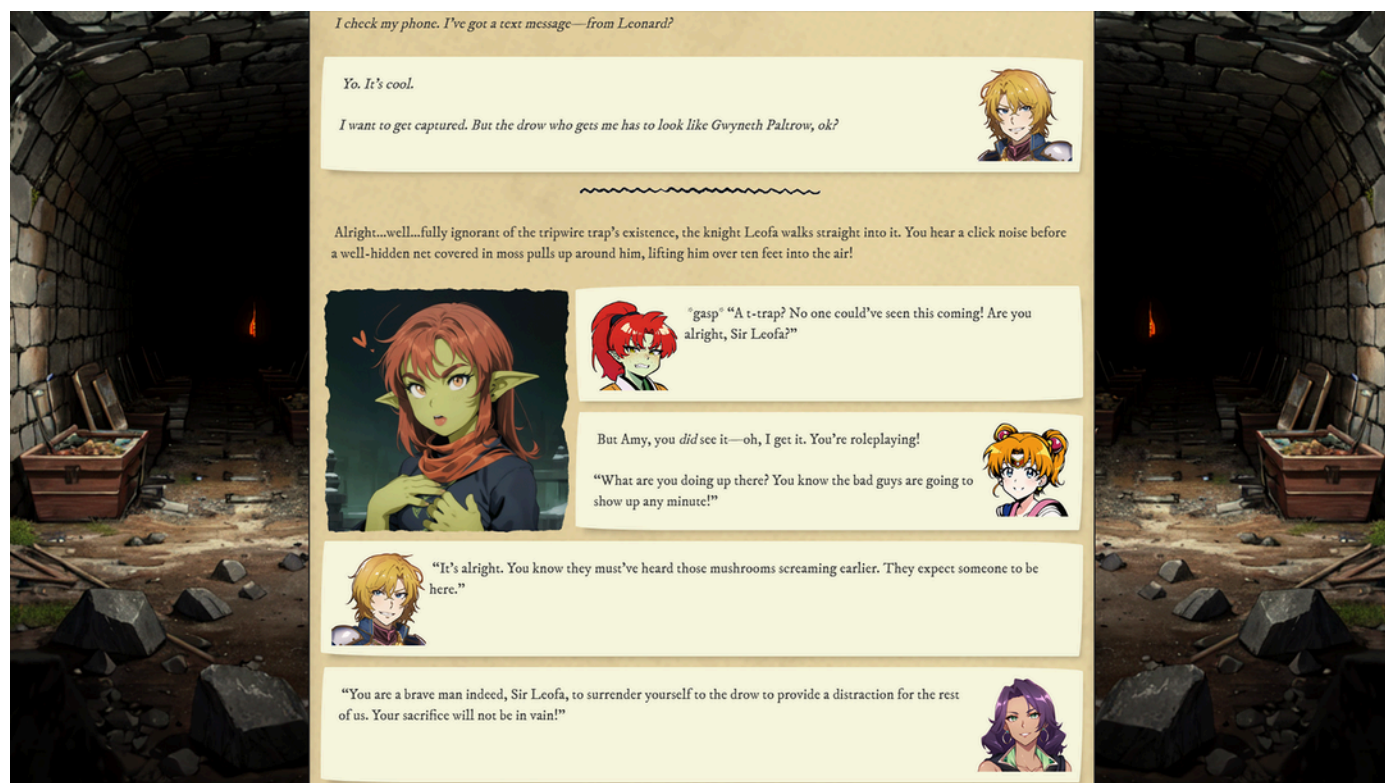 I check my phone. I've got a text message—from Leonard?
Yo. It's cool.
I want to get captured. But the drow who gets me has to look like Gwyneth Paltrow, ok?
Alright...well...fully ignorant of the tripwire trap's existence, the knight Leofa walks straight into it. You hear a click noise before
a well-hidden net covered in moss pulls up around him, lifting him over ten feet into the air!
*gasp* “A t-trap? No one could've seen this coming! Are you
alright, Sir Leofa?”
But Amy, you did see it—oh, I get it. You're roleplaying!
“What are you doing up there? You know the bad guys are going to
show up any minute!”
“It's alright. You know they must've heard those mushrooms screaming earlier. They expect someone to be
here.”
“You are a brave man indeed, Sir Leofa, to surrender yourself to the drow to provide a distraction for the rest
of us. Your sacrifice will not be in vain!”